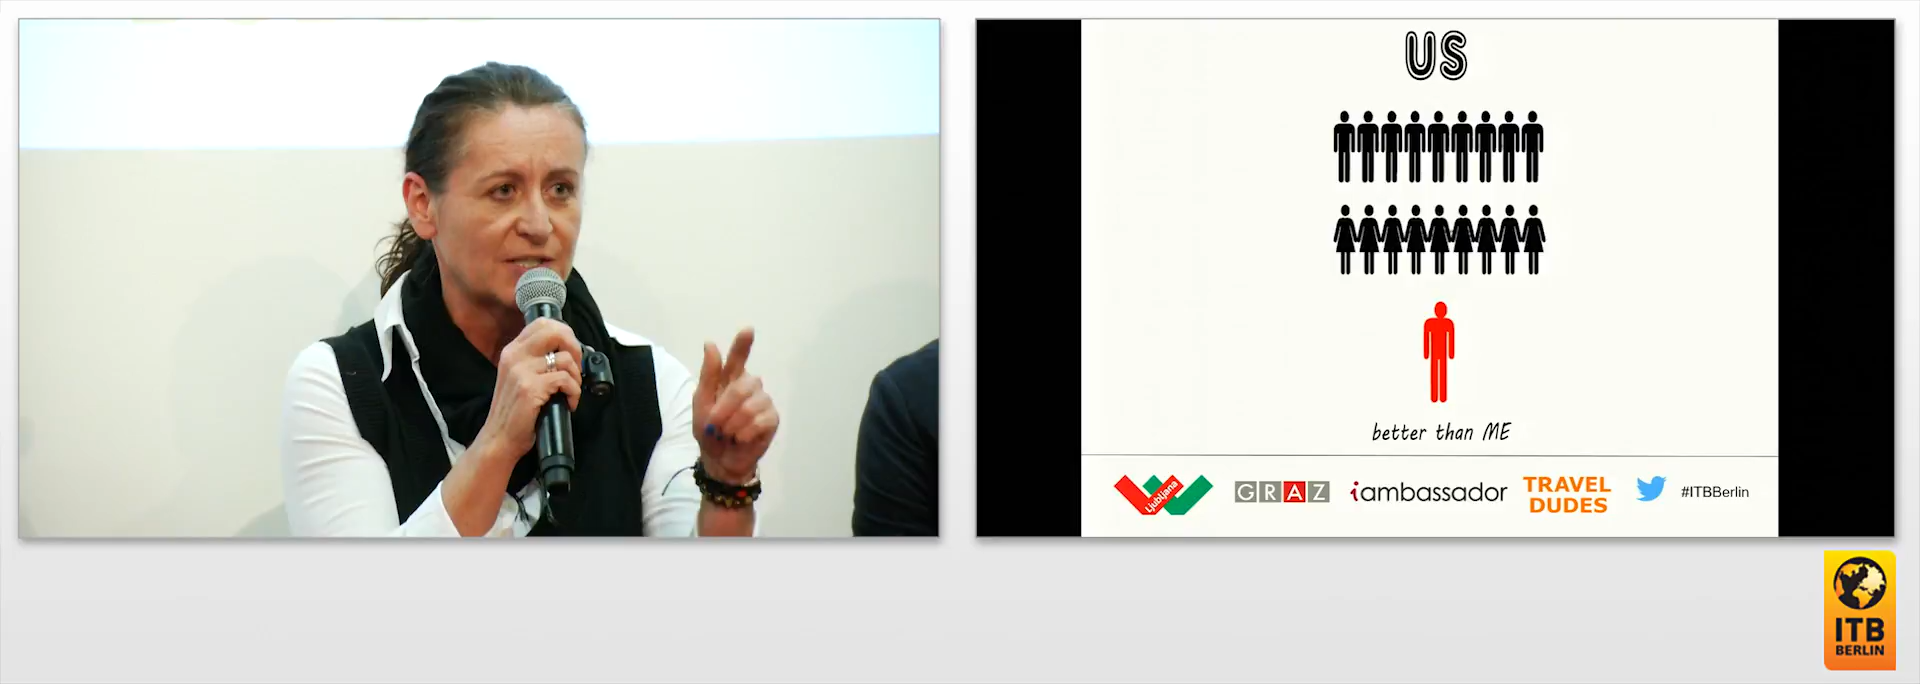 US
better than ME
Ljubljana
GRAZ
iambassador
TRAVEL
DUDES
#ITBBerlin
ITB
BERLIN